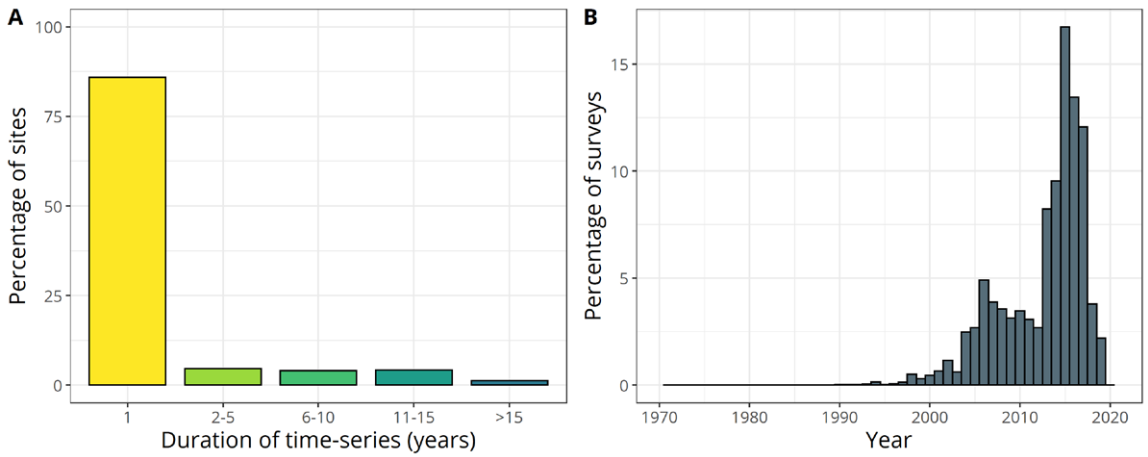 A
Percentage of sites
100
75
50
25
0
1 2-5 6-10 11-15 >15
Duration of time-series (years)
B
Percentage of surveys
15
10
5
0
1970 1980 1990 2000 2010 2020
Year